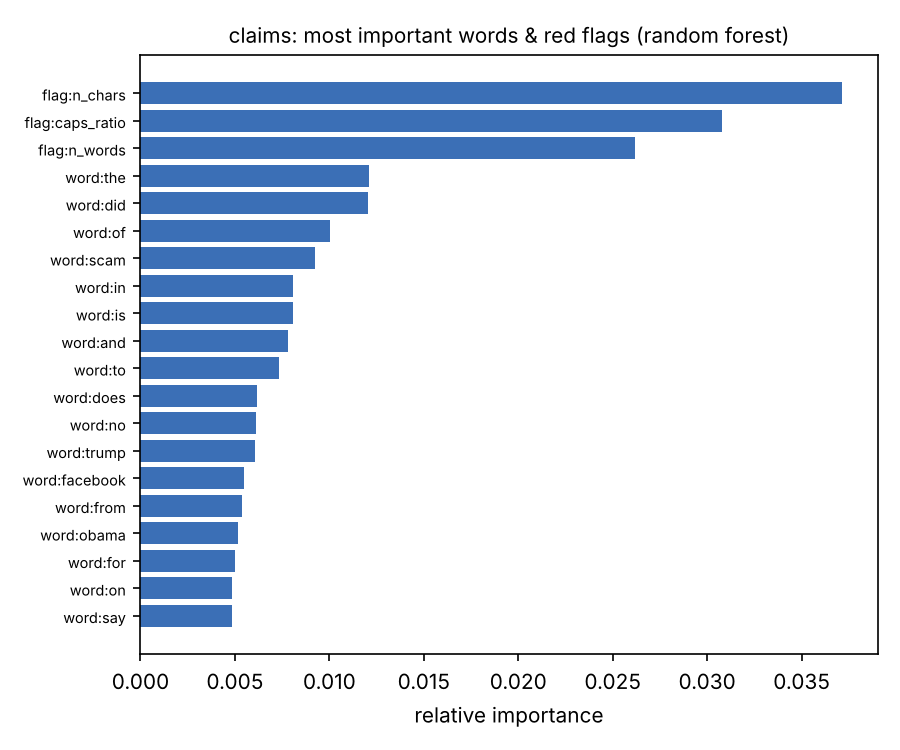 claims: most important words & red flags (random forest)
flag:n_chars
flag:caps_ratio
flag:n_words
word:the
word:did
word:of
word:scam
word:in
word:is
word:and
word:to
word:does
word:no
word:trump
word:facebook
word:from
word:obama
word:for
word:on
word:say
0.000 0.005 0.010 0.015 0.020 0.025 0.030 0.035
relative importance